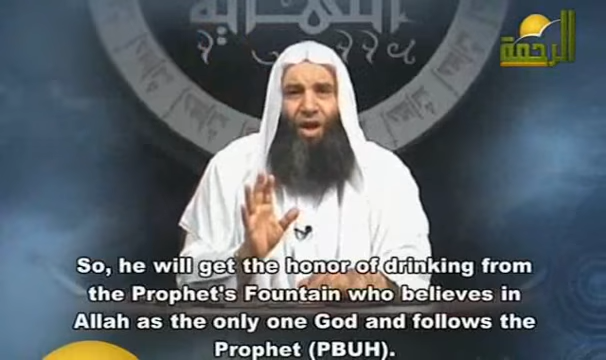 النهاية
الرحمة
So, he will get the honor of drinking from
the Prophet's Fountain who believes in
Allah as the only one God and follows the
Prophet (PBUH).